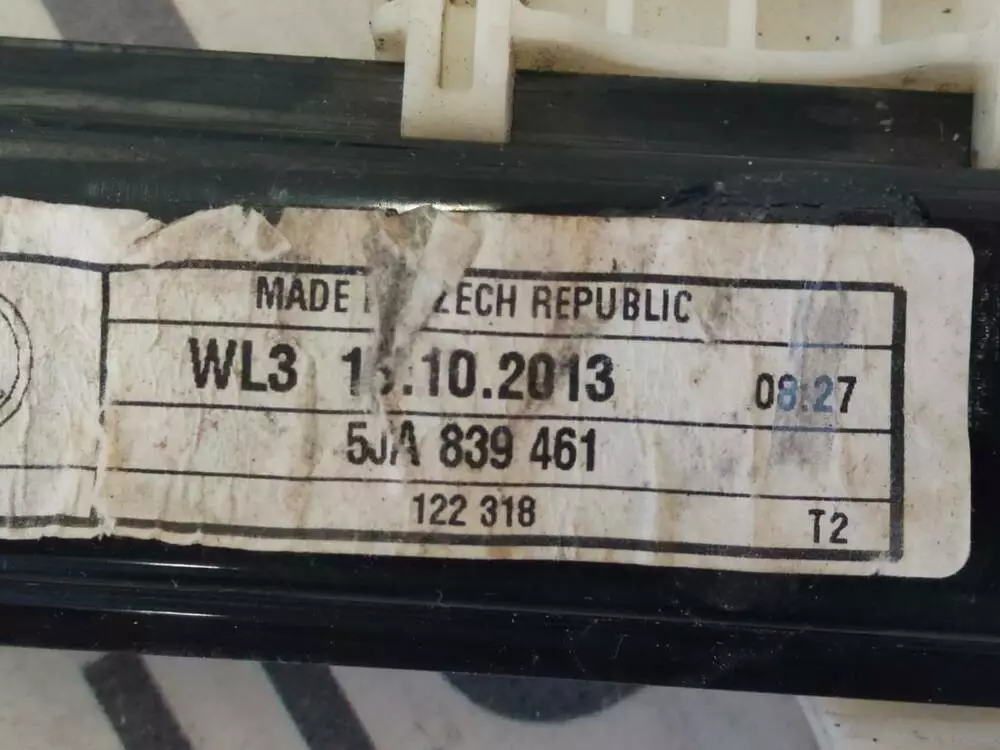 MADE ZECH REPUBLIC
WL3 .10.2013 08:27
5JA 839 461
122 318
T2